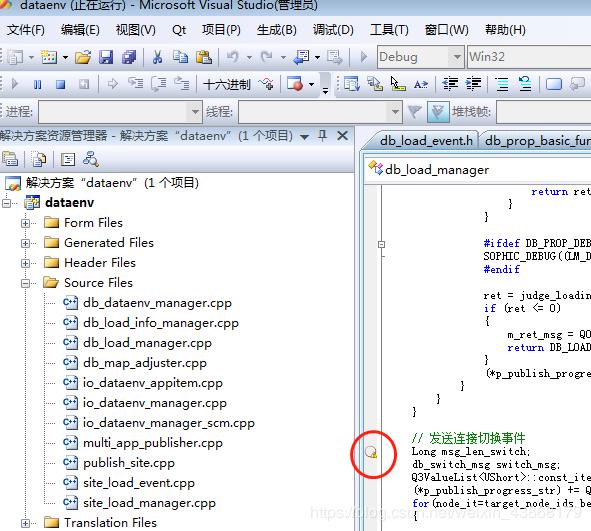 dataenv (正在运行) - Microsoft Visual Studio(管理员)
文件(F) 编辑(E) 视图(V) Qt 项目(P) 生成(B) 调试(D) 工具(T) 窗口(W) 帮助(H)
Debug Win32
十六进制
进程: 线程: 堆栈帧:
解决方案资源管理器 - 解决方案“dataenv” (1 个项目)
db_load_event.h db_prop_basic_fun
解决方案“dataenv” (1 个项目)
db_load_manager
dataenv
Form Files
Generated Files
Header Files
Source Files
db_dataenv_manager.cpp
db_load_info_manager.cpp
db_load_manager.cpp
db_map_adjuster.cpp
io_dataenv_appitem.cpp
io_dataenv_manager.cpp
io_dataenv_manager_scm.cpp
multi_app_publisher.cpp
publish_site.cpp
site_load_event.cpp
site_load_manager.cpp
Translation Files
return ret
}
}
#ifdef DB_PROP_DEB
SOPHIC_DEBUG((LM_D
#endif
ret = judge_loadin
if (ret <= 0)
{
m_ret_msg = QO
return DB_LOA
}
(*p_publish_progre
}
}
}
// 发送连接切换事件
Long msg_len_switch;
db_switch_msg switch_msg;
Q3ValueList<UShort>::const_ite
(*p_publish_progress_str) += Q
for(node_it=target_node_ids.be
{